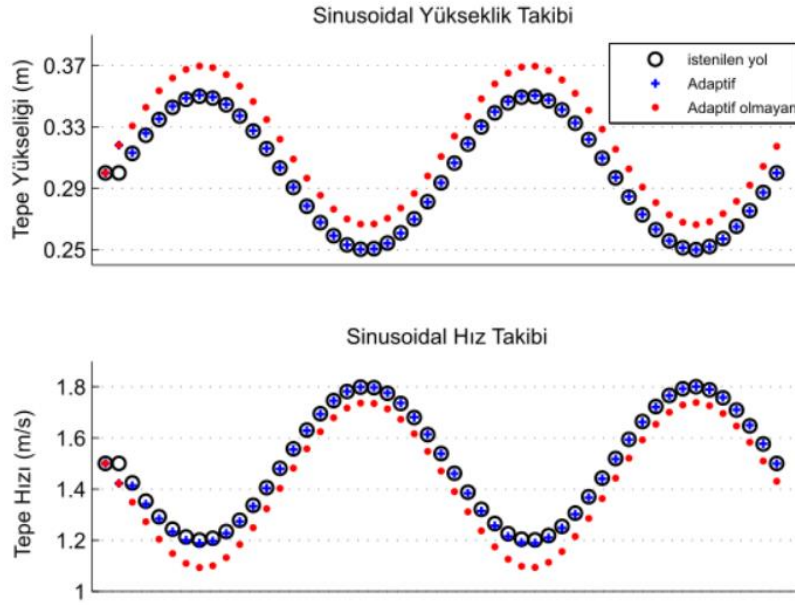 Sinusoidal Yükseklik Takibi
Tepe Yükseliği (m)
0.37
0.33
0.29
0.25
istenilen yol
Adaptif
Adaptif olmayan
Sinusoidal Hız Takibi
Tepe Hızı (m/s)
1.8
1.6
1.4
1.2
1